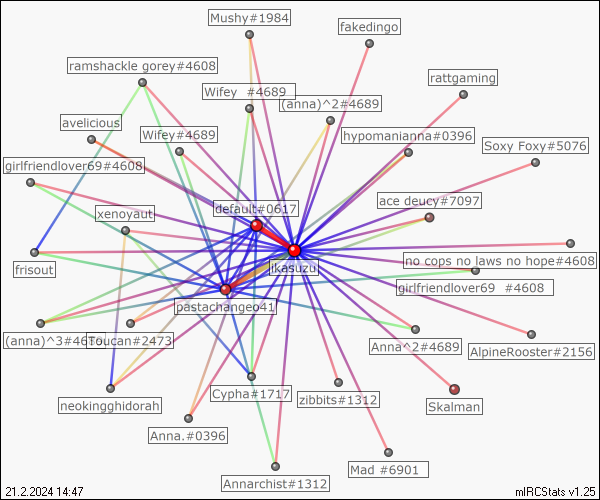 Mushy#1984
fakedingo
ramshackle gorey#4608
rattgaming
Wifey #4689
(anna)^2#4689
avelicious
Wifey#4689
hypomanianna#0396
Soxy Foxy#5076
girlfriendlover69#4608
ace deucy#7097
default#0617
xenoyaut
no cops no laws no hope#4608
frisout
ikasuzu
girlfriendlover69 #4608
pastachange041
(anna)^3#4610
Toucan#2473
Anna^2#4689
AlpineRooster#2156
Cypha#1717
zibbits#1312
Skalman
neokingghidorah
Anna.#0396
Mad #6901
Annarchist#1312
21.2.2024 14:47
mIRCStats v1.25